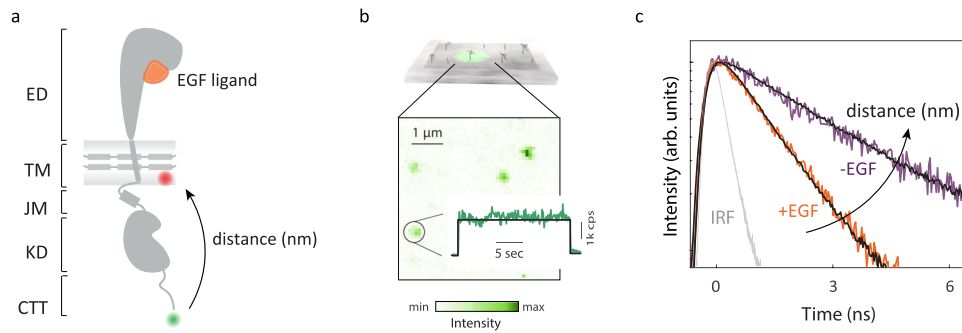 a
ED
TM
JM
KD
CTT
EGF ligand
distance (nm)
b
1 μm
5 sec
1k cps
min
max
Intensity
c
Intensity (arb. units)
distance (nm)
-EGF
+EGF
IRF
0
3
6
Time (ns)